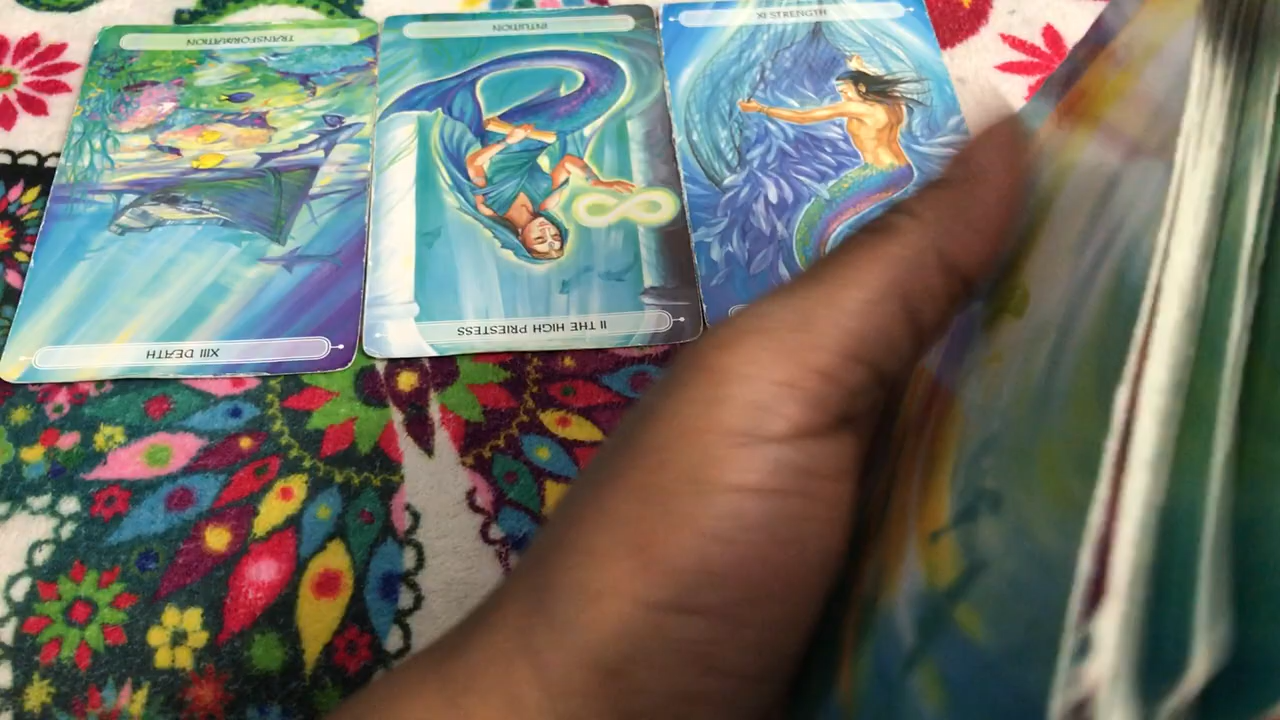 TRANSFORMATION
XIII DEATH
INTUITION
II THE HIGH PRIESTESS
XI STRENGTH